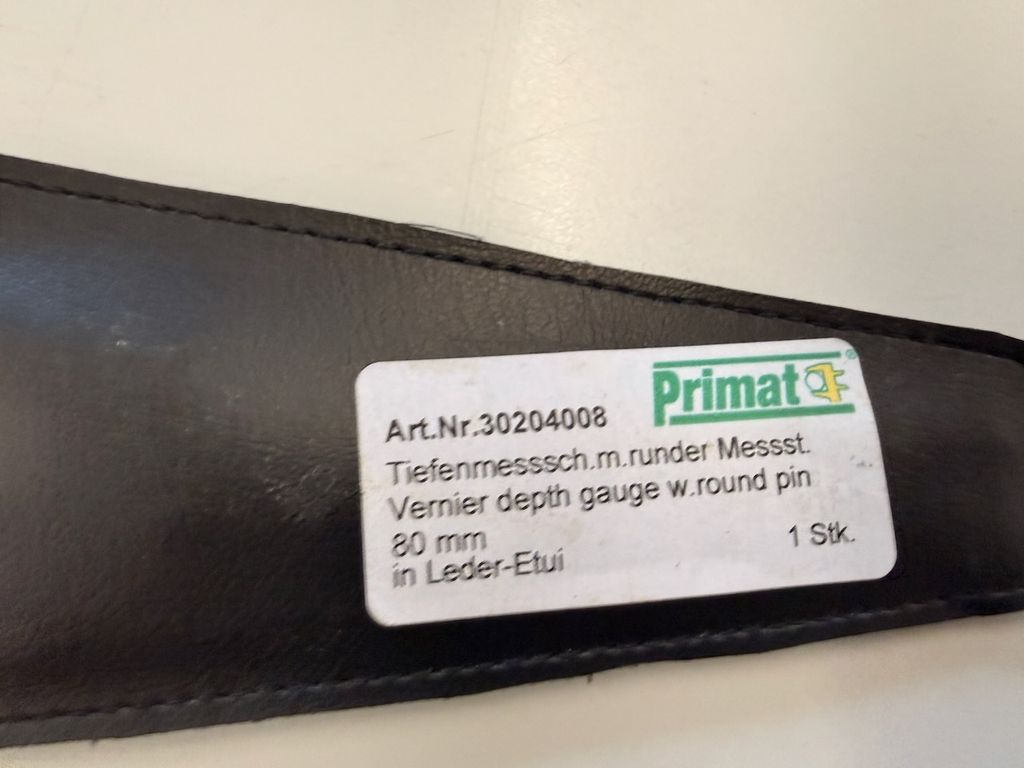 Primat
Art.Nr.30204008
Tiefenmesssch.m.runder Messst.
Vernier depth gauge w.round pin
80 mm
1 Stk.
in Leder-Etui